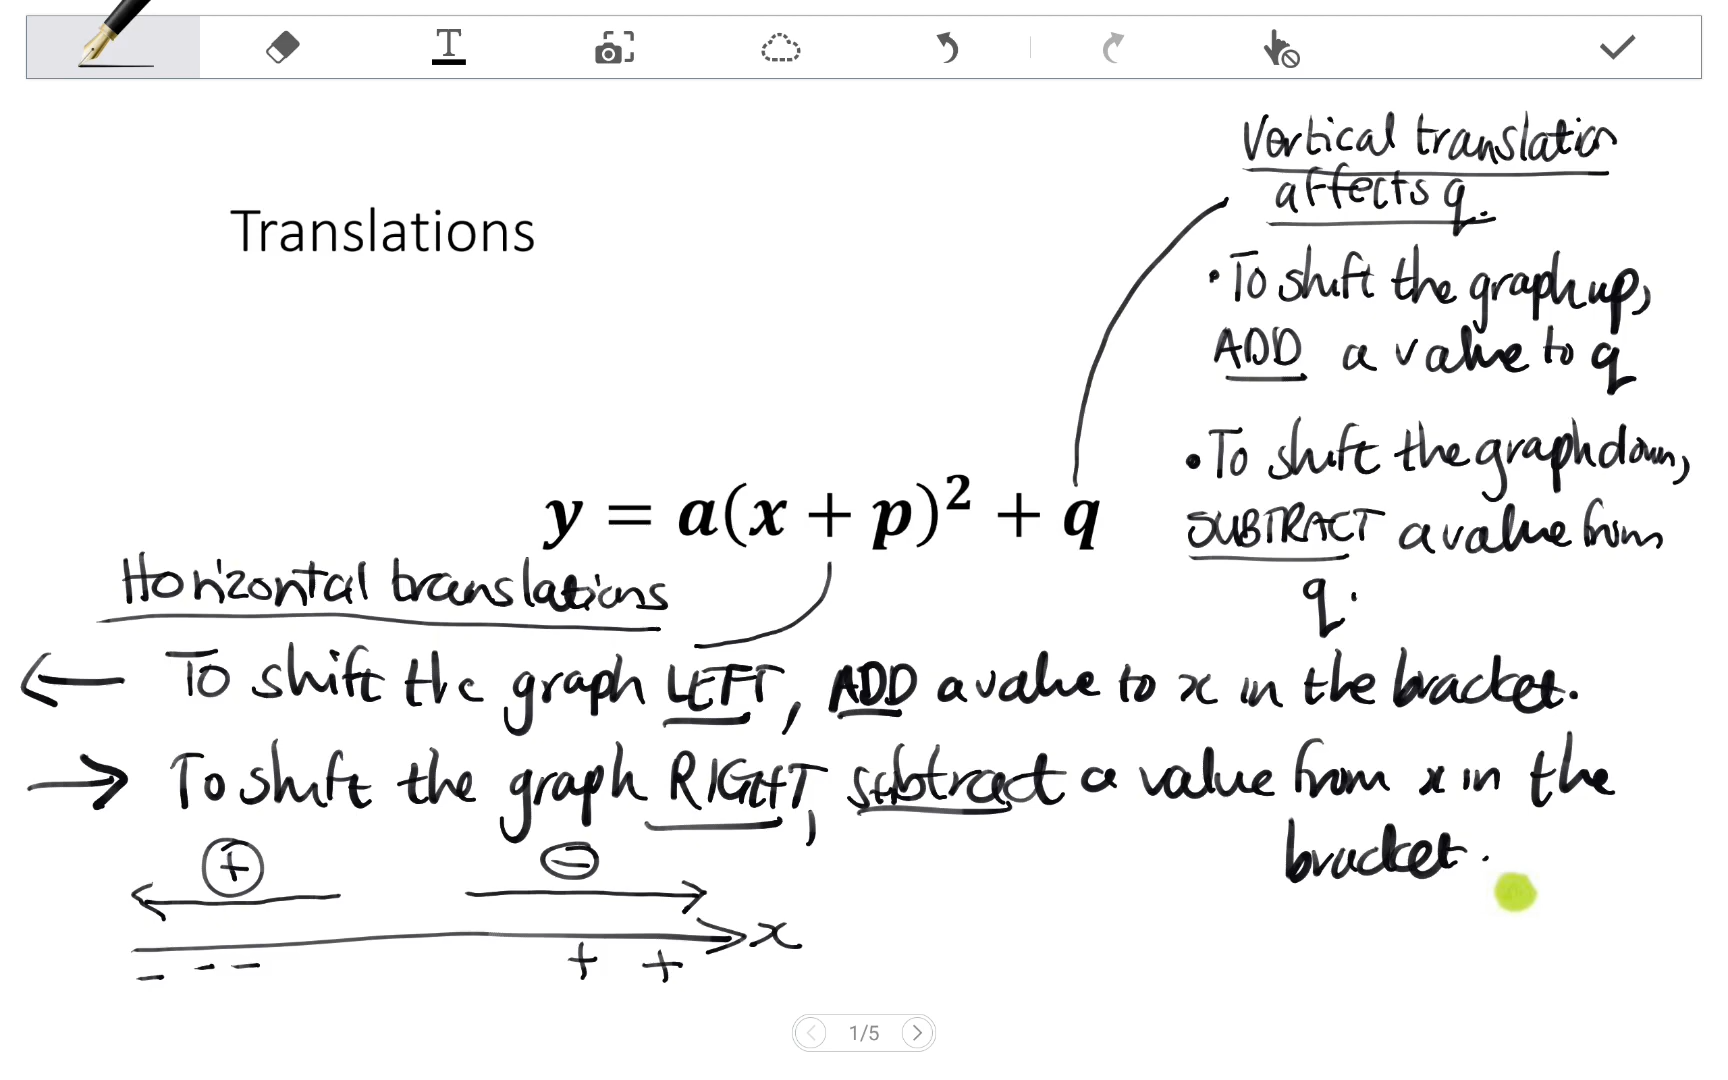 T
Vertical translation
affects q.
Translations
• To shift the graph up,
ADD a value to q
• To shift the graph down,
SUBTRACT a value from
q.
y = a(x + p)² + q
Horizontal translations
← To shift the graph LEFT, ADD a value to x in the bracket.
→ To shift the graph RIGHT, subtract a value from x in the
bracket.
+ −
x
− − − + +
1/5